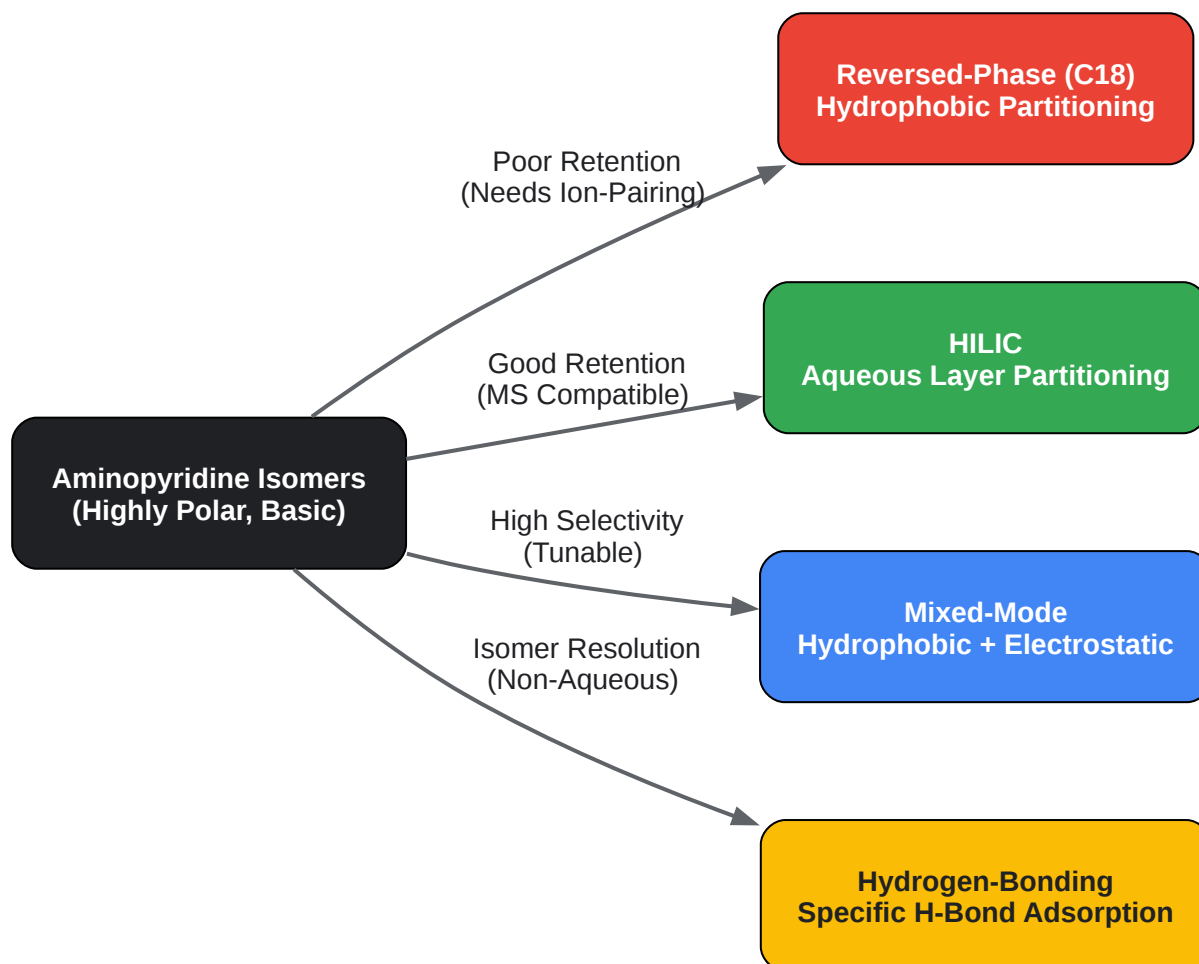 Reversed-Phase (C18)
Hydrophobic Partitioning
Poor Retention
(Needs Ion-Pairing)
HILIC
Aqueous Layer Partitioning
Good Retention
(MS Compatible)
Aminopyridine Isomers
(Highly Polar, Basic)
High Selectivity
(Tunable)
Mixed-Mode
Hydrophobic + Electrostatic
Isomer Resolution
(Non-Aqueous)
Hydrogen-Bonding
Specific H-Bond Adsorption